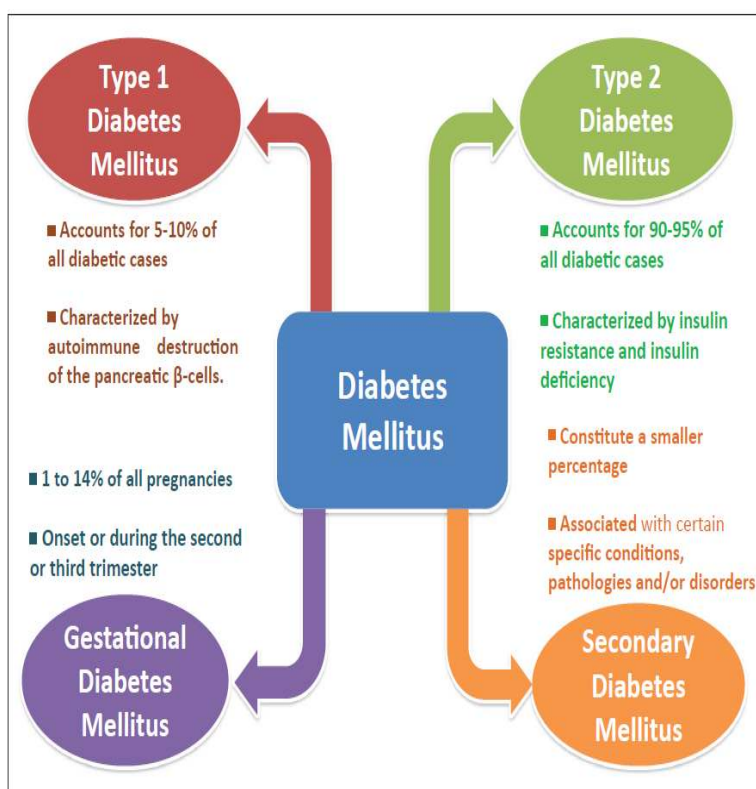 Type 1
Diabetes
Mellitus
Type 2
Diabetes
Mellitus
■ Accounts for 5-10% of
all diabetic cases
■ Characterized by
autoimmune destruction
of the pancreatic β-cells.
■ Accounts for 90-95% of
all diabetic cases
■ Characterized by insulin
resistance and insulin
deficiency
Diabetes
Mellitus
■ 1 to 14% of all pregnancies
■ Onset or during the second
or third trimester
■ Constitute a smaller
percentage
■ Associated with certain
specific conditions,
pathologies and/or disorders
Gestational
Diabetes
Mellitus
Secondary
Diabetes
Mellitus